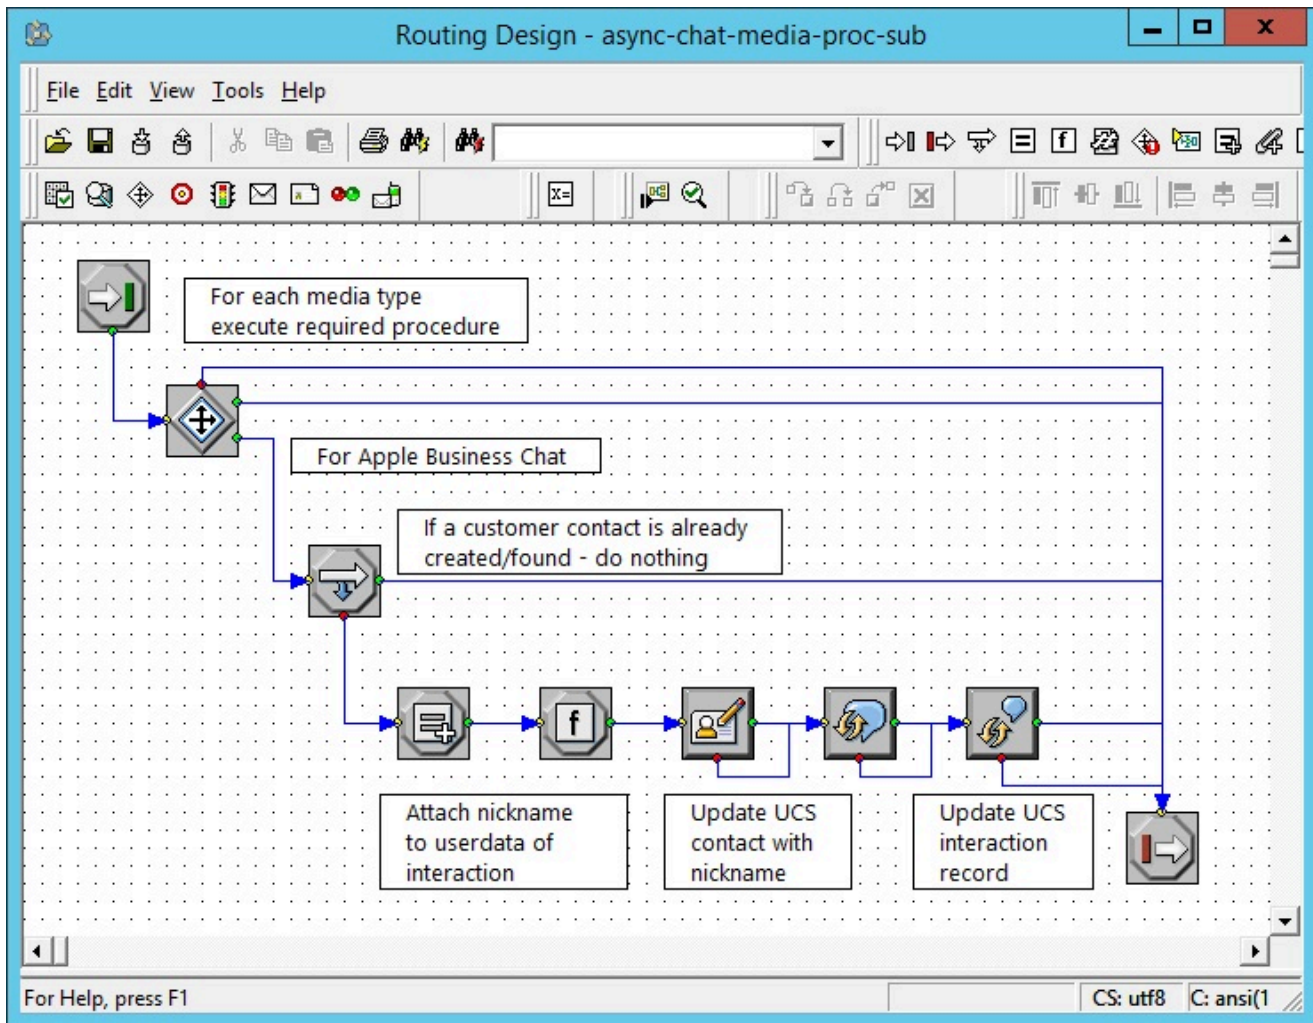 Routing Design - async-chat-media-proc-sub
File Edit View Tools Help
For each media type
execute required procedure
For Apple Business Chat
If a customer contact is already
created/found - do nothing
f
Attach nickname
to userdata of
interaction
Update UCS
contact with
nickname
Update UCS
interaction
record
For Help, press F1
CS: utf8
C: ansi(1